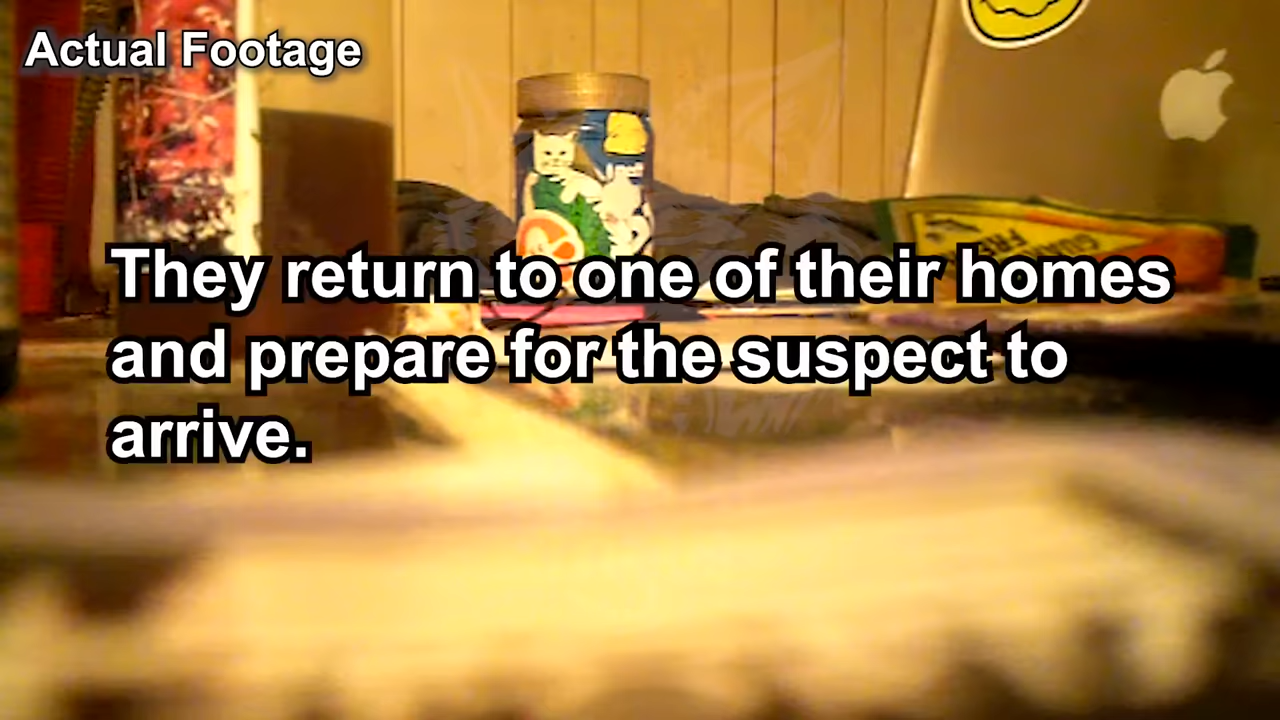 Actual Footage
They return to one of their homes
and prepare for the suspect to
arrive.